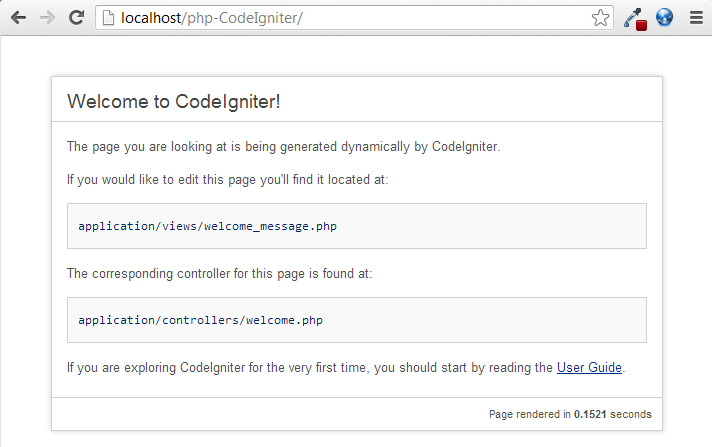 localhost/php-CodeIgniter/
Welcome to CodeIgniter!
The page you are looking at is being generated dynamically by CodeIgniter.
If you would like to edit this page you'll find it located at:
application/views/welcome_message.php
The corresponding controller for this page is found at:
application/controllers/welcome.php
If you are exploring CodeIgniter for the very first time, you should start by reading the User Guide.
Page rendered in 0.1521 seconds